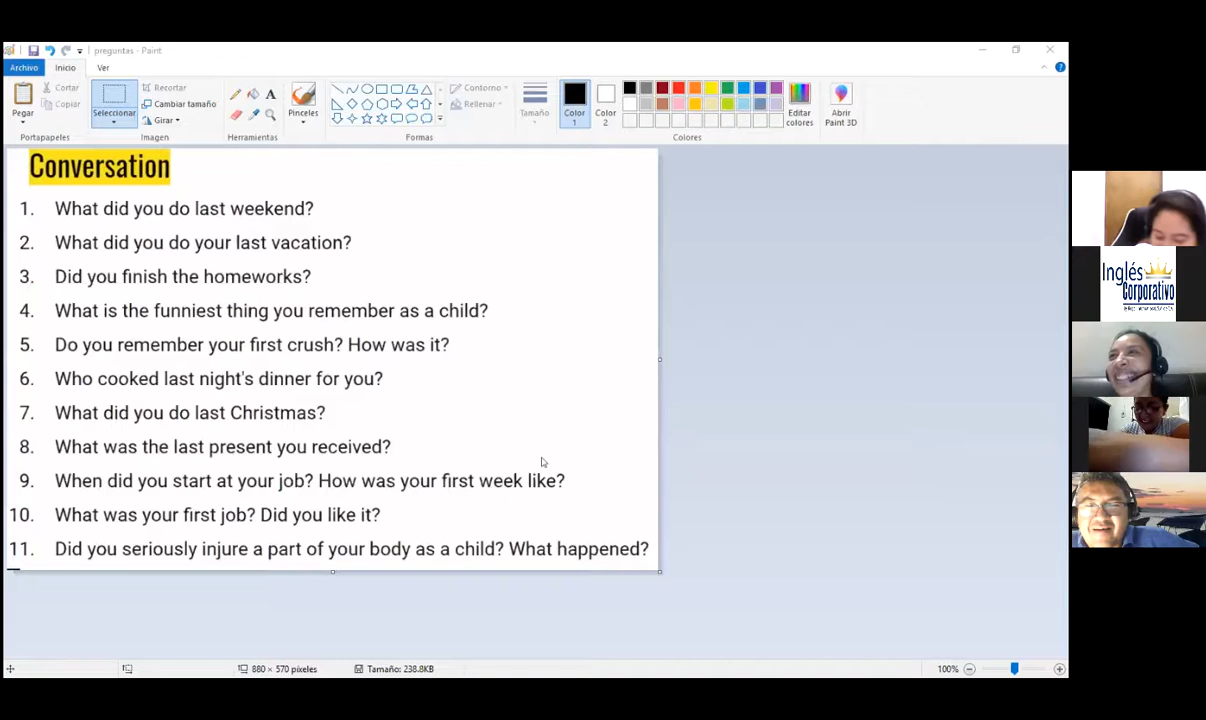 preguntas - Paint
Archivo
Inicio
Ver
Pegar
Cortar
Copiar
Portapapeles
Seleccionar
Recortar
Cambiar tamaño
Girar
Imagen
A
Herramientas
Pinceles
Contorno
Rellenar
Formas
Tamaño
Color 1
Color 2
Editar colores
Colores
Abrir Paint 3D
Conversation
1. What did you do last weekend?
2. What did you do your last vacation?
3. Did you finish the homeworks?
4. What is the funniest thing you remember as a child?
5. Do you remember your first crush? How was it?
6. Who cooked last night's dinner for you?
7. What did you do last Christmas?
8. What was the last present you received?
9. When did you start at your job? How was your first week like?
10. What was your first job? Did you like it?
11. Did you seriously injure a part of your body as a child? What happened?
Inglés
Corporativo
880 × 570 píxeles
Tamaño: 238.8KB
100%